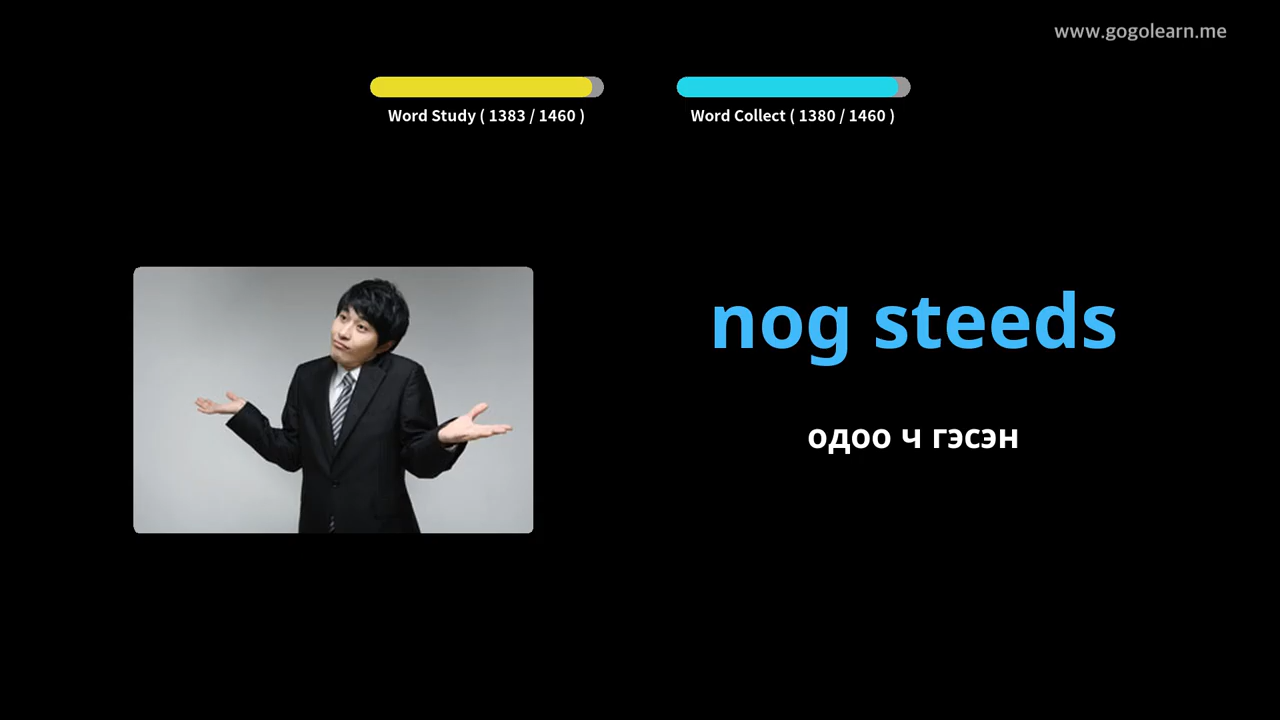 www.gogolearn.me
Word Study ( 1383 / 1460 )
Word Collect ( 1380 / 1460 )
nog steeds
одоо ч гэсэн